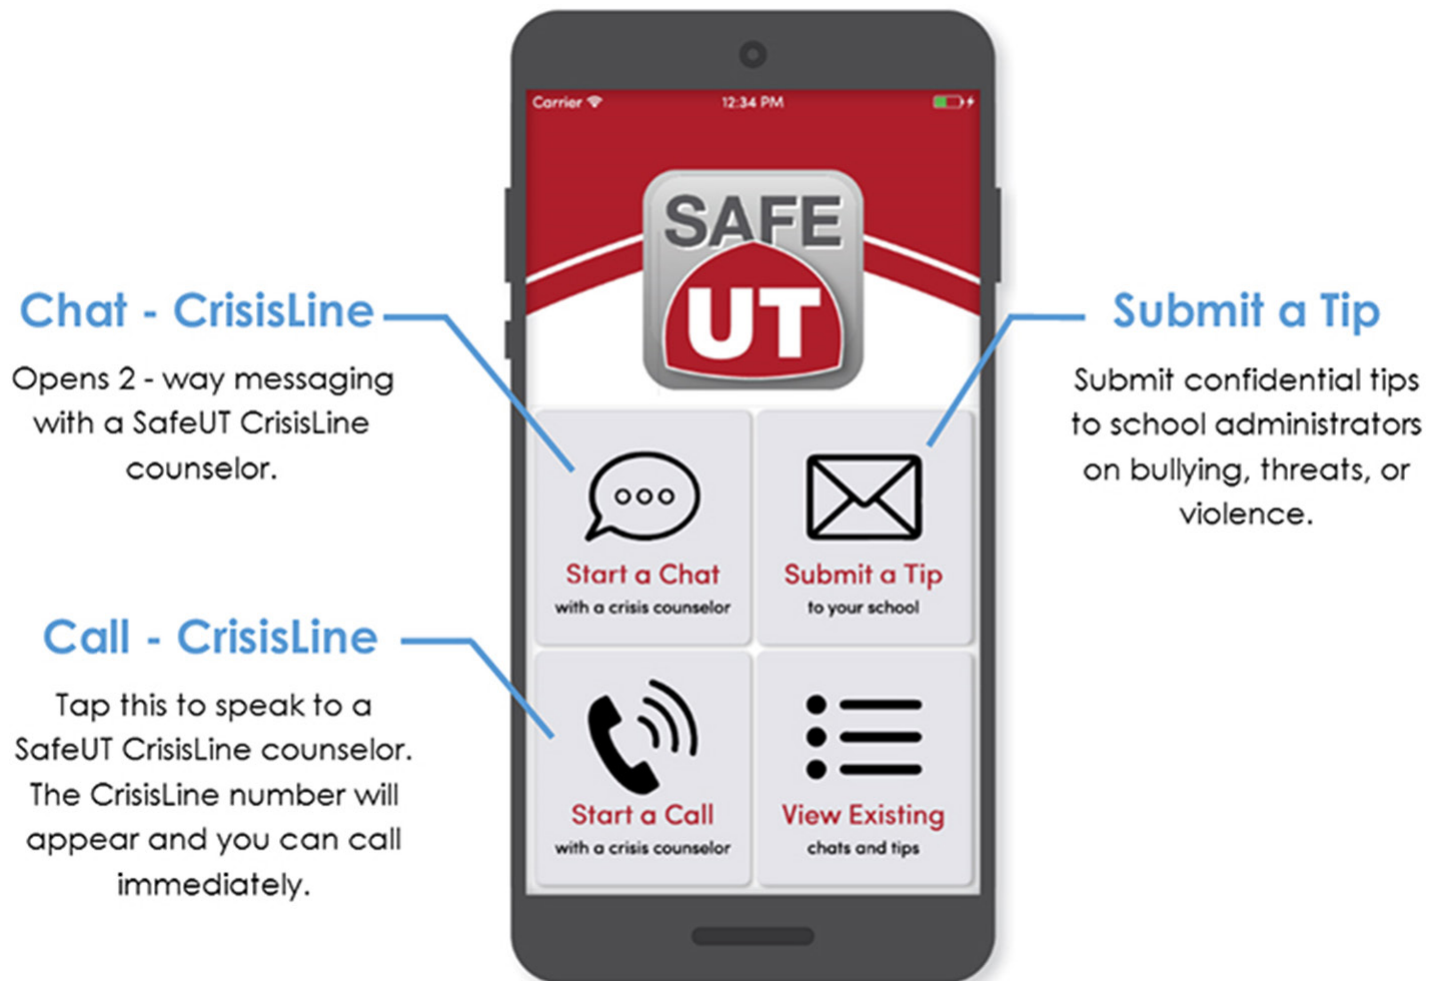 Carrier
12:34 PM
SAFE
UT
Chat - CrisisLine
Opens 2 - way messaging
with a SafeUT CrisisLine
counselor.
Submit a Tip
Submit confidential tips
to school administrators
on bullying, threats, or
violence.
Start a Chat
with a crisis counselor
Submit a Tip
to your school
Call - CrisisLine
Tap this to speak to a
SafeUT CrisisLine counselor.
The CrisisLine number will
appear and you can call
immediately.
Start a Call
with a crisis counselor
View Existing
chats and tips